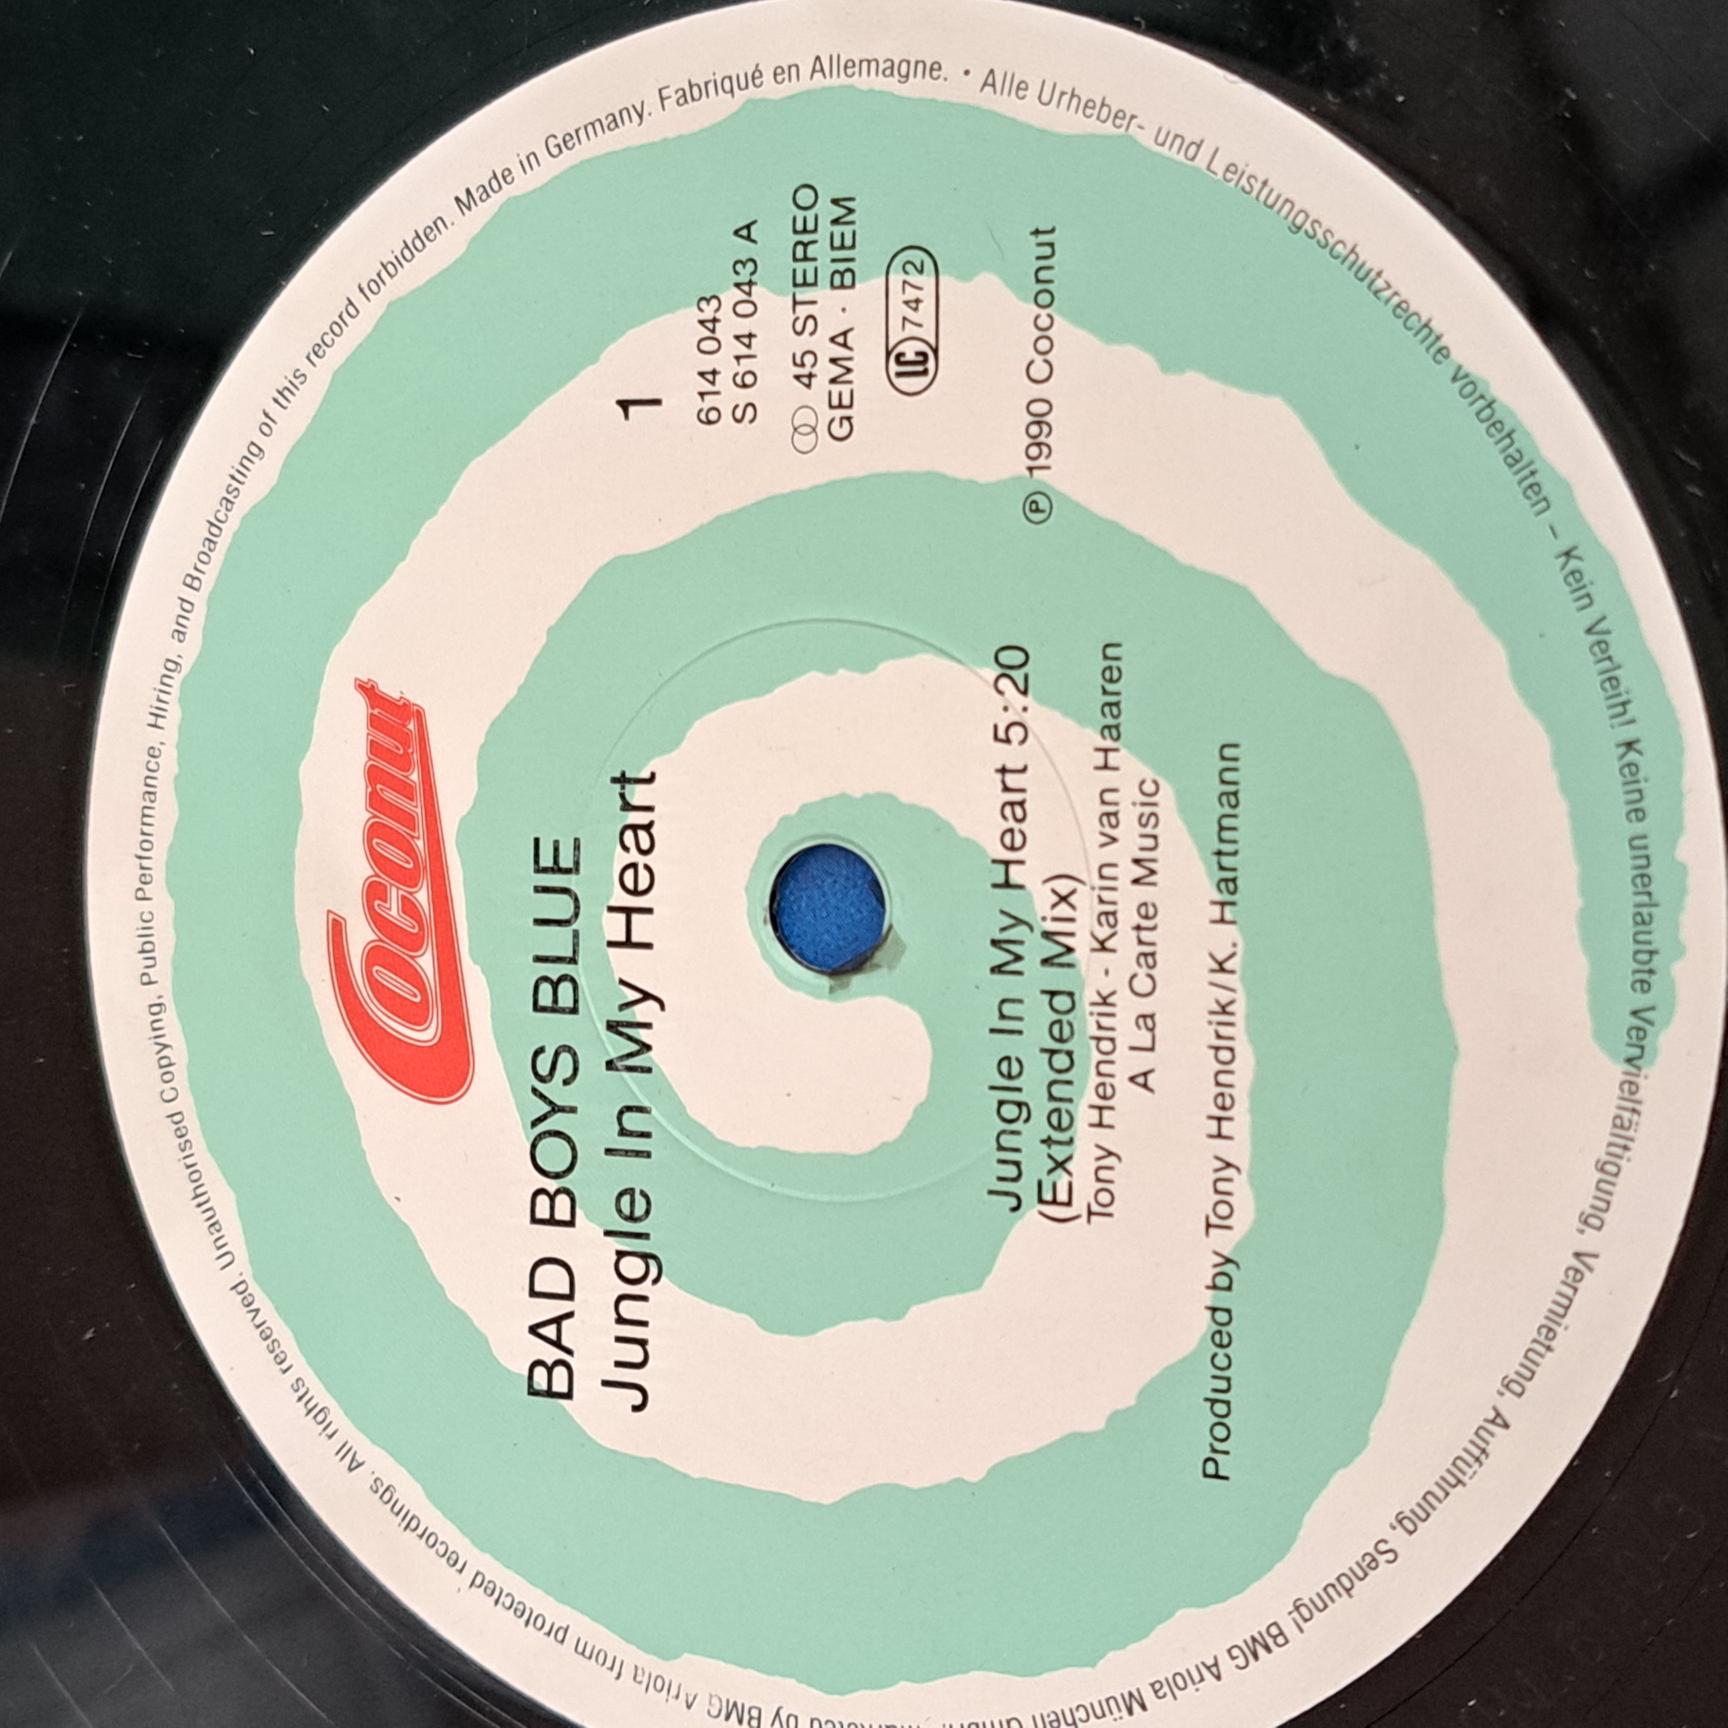 Coconut
BAD BOYS BLUE
Jungle In My Heart
1
614 043
S 614 043 A
45 STEREO
GEMA · BIEM
LC 7472
℗ 1990 Coconut
Jungle In My Heart 5:20
(Extended Mix)
Tony Hendrik - Karin van Haaren
A La Carte Music
Produced by Tony Hendrik/K. Hartmann
Alle Urheber- und Leistungsschutzrechte vorbehalten – Kein Verleih! Keine unerlaubte Vervielfältigung, Vermietung, Aufführung, Sendung! BMG Ariola München
by BMG Ariola from protected recordings. All rights reserved. Unauthorised Copying, Public Performance, Hiring, and Broadcasting of this record forbidden. Made in Germany. Fabriqué en Allemagne. •